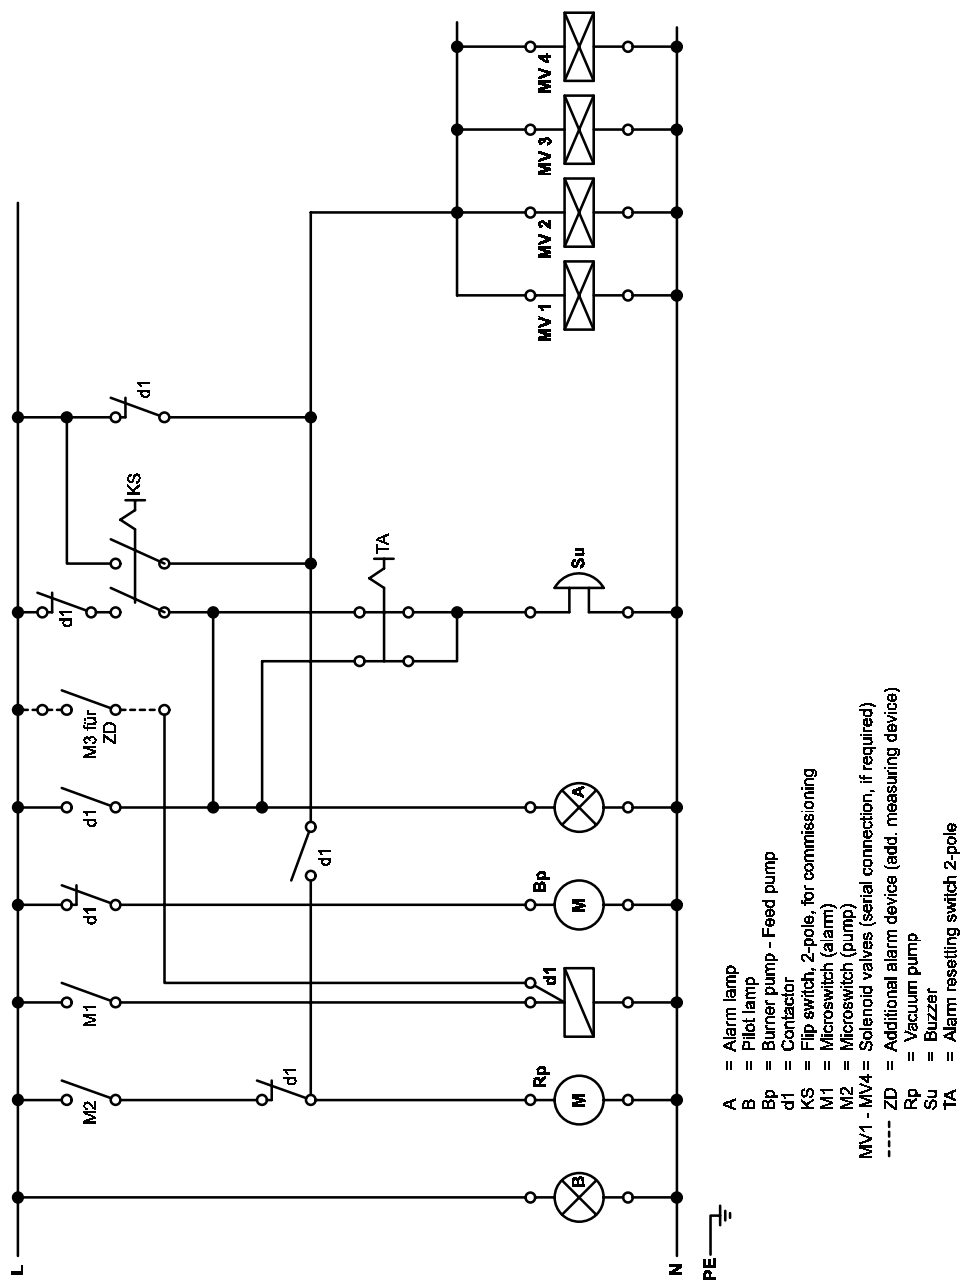 L
N
PE
B
M2
d1
Rp
M
M1
d1
d1
Bp
M
d1
A
d1
M3 für
ZD
d1
KS
TA
Su
d1
MV 1
MV 2
MV 3
MV 4
A = Alarm lamp
B = Pilot lamp
Bp = Burner pump - Feed pump
d1 = Contactor
KS = Flip switch, 2-pole, for commissioning
M1 = Microswitch (alarm)
M2 = Microswitch (pump)
MV1 - MV4 = Solenoid valves (serial connection, if required)
---- ZD = Additional alarm device (add. measuring device)
Rp = Vacuum pump
Su = Buzzer
TA = Alarm resetting switch 2-pole
d1